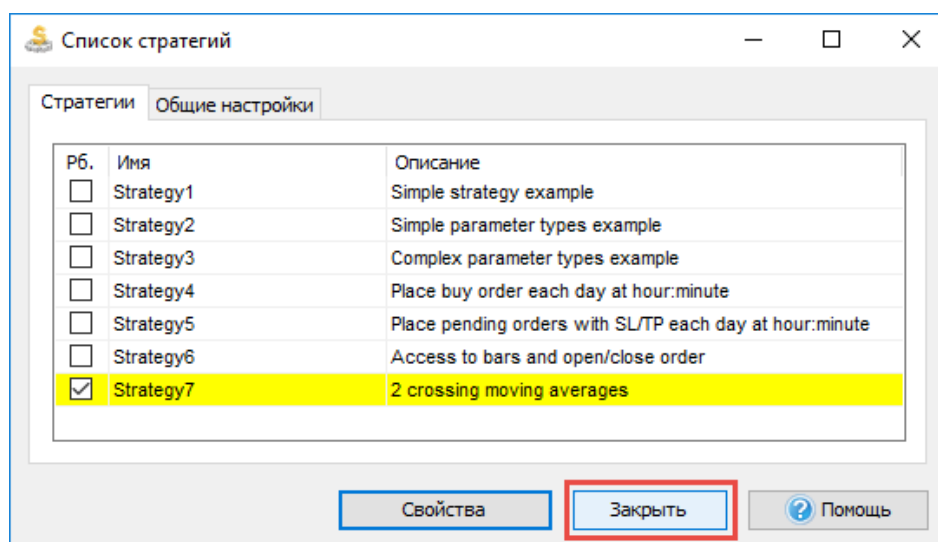 Список стратегий
Стратегии Общие настройки
Рб. Имя Описание
Strategy1 Simple strategy example
Strategy2 Simple parameter types example
Strategy3 Complex parameter types example
Strategy4 Place buy order each day at hour:minute
Strategy5 Place pending orders with SL/TP each day at hour:minute
Strategy6 Access to bars and open/close order
Strategy7 2 crossing moving averages
Свойства Закрыть Помощь